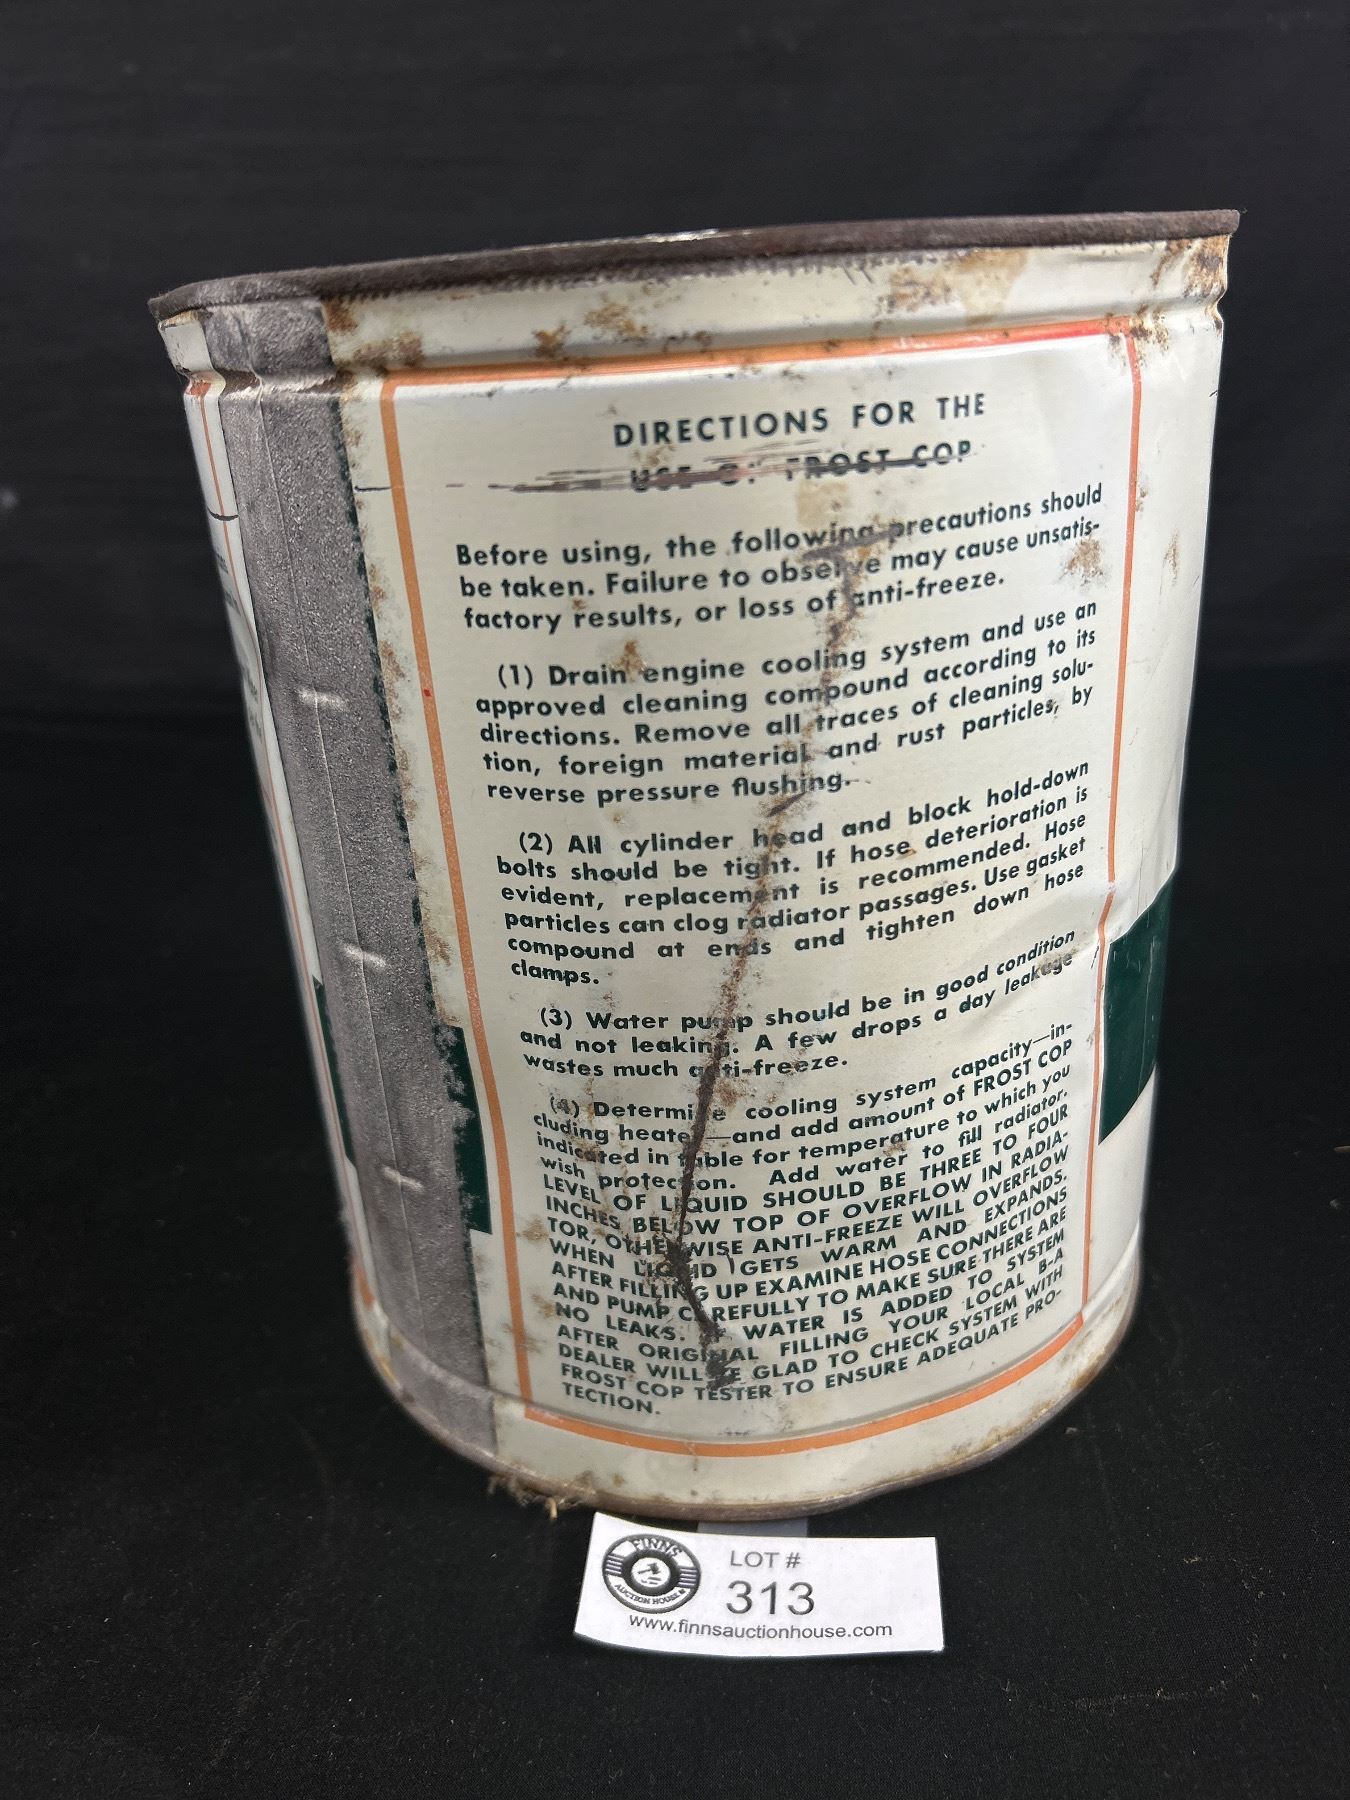 DIRECTIONS FOR THE
USE OF FROST COP
Before using, the following precautions should
be taken. Failure to observe may cause unsatis-
factory results, or loss of anti-freeze.
(1) Drain engine cooling system and use an
approved cleaning compound according to its
directions. Remove all traces of cleaning solu-
tion, foreign material and rust particles, by
reverse pressure flushing.
(2) All cylinder head and block hold-down
bolts should be tight. If hose deterioration is
evident, replacement is recommended. Hose
particles can clog radiator passages. Use gasket
compound at ends and tighten down hose
clamps.
(3) Water pump should be in good condition
and not leaking. A few drops a day leakage
wastes much anti-freeze.
(4) Determine cooling system capacity—in-
cluding heater—and add amount of FROST COP
indicated in table for temperature to which you
wish protection. Add water to fill radiator.
LEVEL OF LIQUID SHOULD BE THREE TO FOUR
INCHES BELOW TOP OF OVERFLOW IN RADIA-
TOR, OTHERWISE ANTI-FREEZE WILL OVERFLOW
WHEN LIQUID GETS WARM AND EXPANDS.
AFTER FILLING UP EXAMINE HOSE CONNECTIONS
AND PUMP CAREFULLY TO MAKE SURE THERE ARE
NO LEAKS. IF WATER IS ADDED TO SYSTEM
AFTER ORIGINAL FILLING YOUR LOCAL B-A
DEALER WILL BE GLAD TO CHECK SYSTEM WITH
FROST COP TESTER TO ENSURE ADEQUATE PRO-
TECTION.
FINNS
AUCTION HOUSE
LOT #
313
www.finnsauctionhouse.com